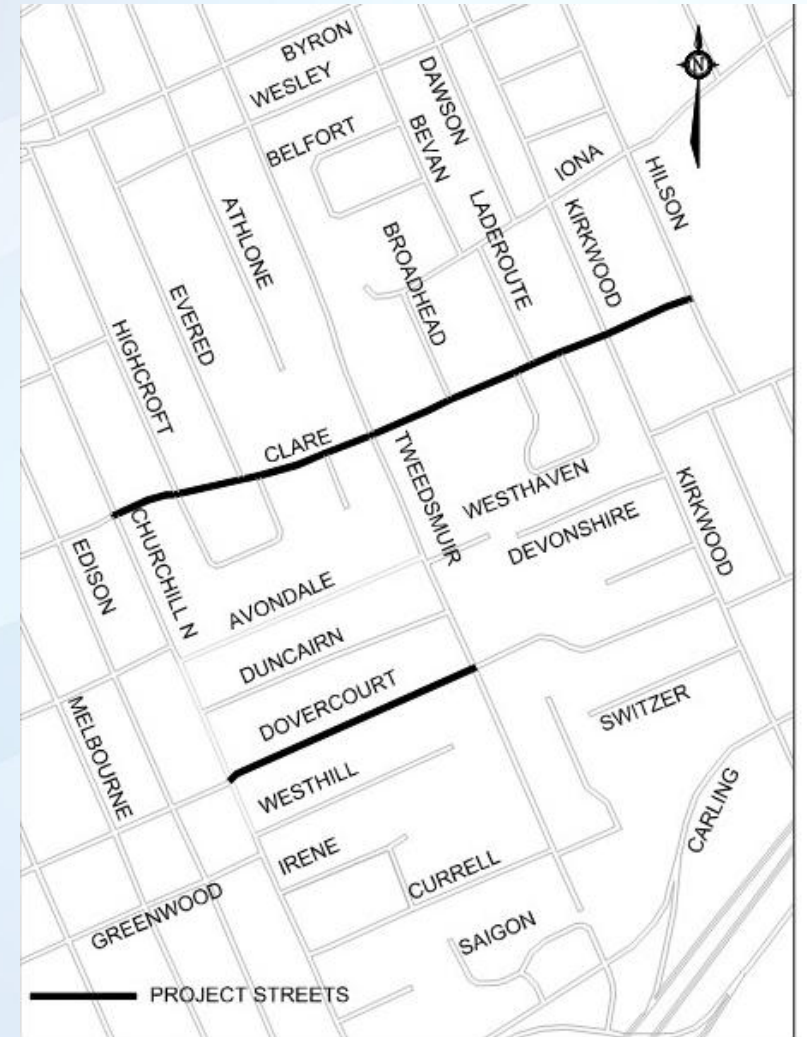 BYRON
WESLEY
N
DAWSON
BELFORT
BEVAN
IONA
HILSON
ATHLONE
LADEROUTE
KIRKWOOD
BROADHEAD
EVERED
HIGHCROFT
CLARE
TWEEDSMUIR
WESTHAVEN
KIRKWOOD
CHURCHILL N
DEVONSHIRE
EDISON
AVONDALE
DUNCAIRN
DOVERCOURT
MELBOURNE
SWITZER
WESTHILL
CARLING
IRENE
CURRELL
GREENWOOD
SAIGON
PROJECT STREETS